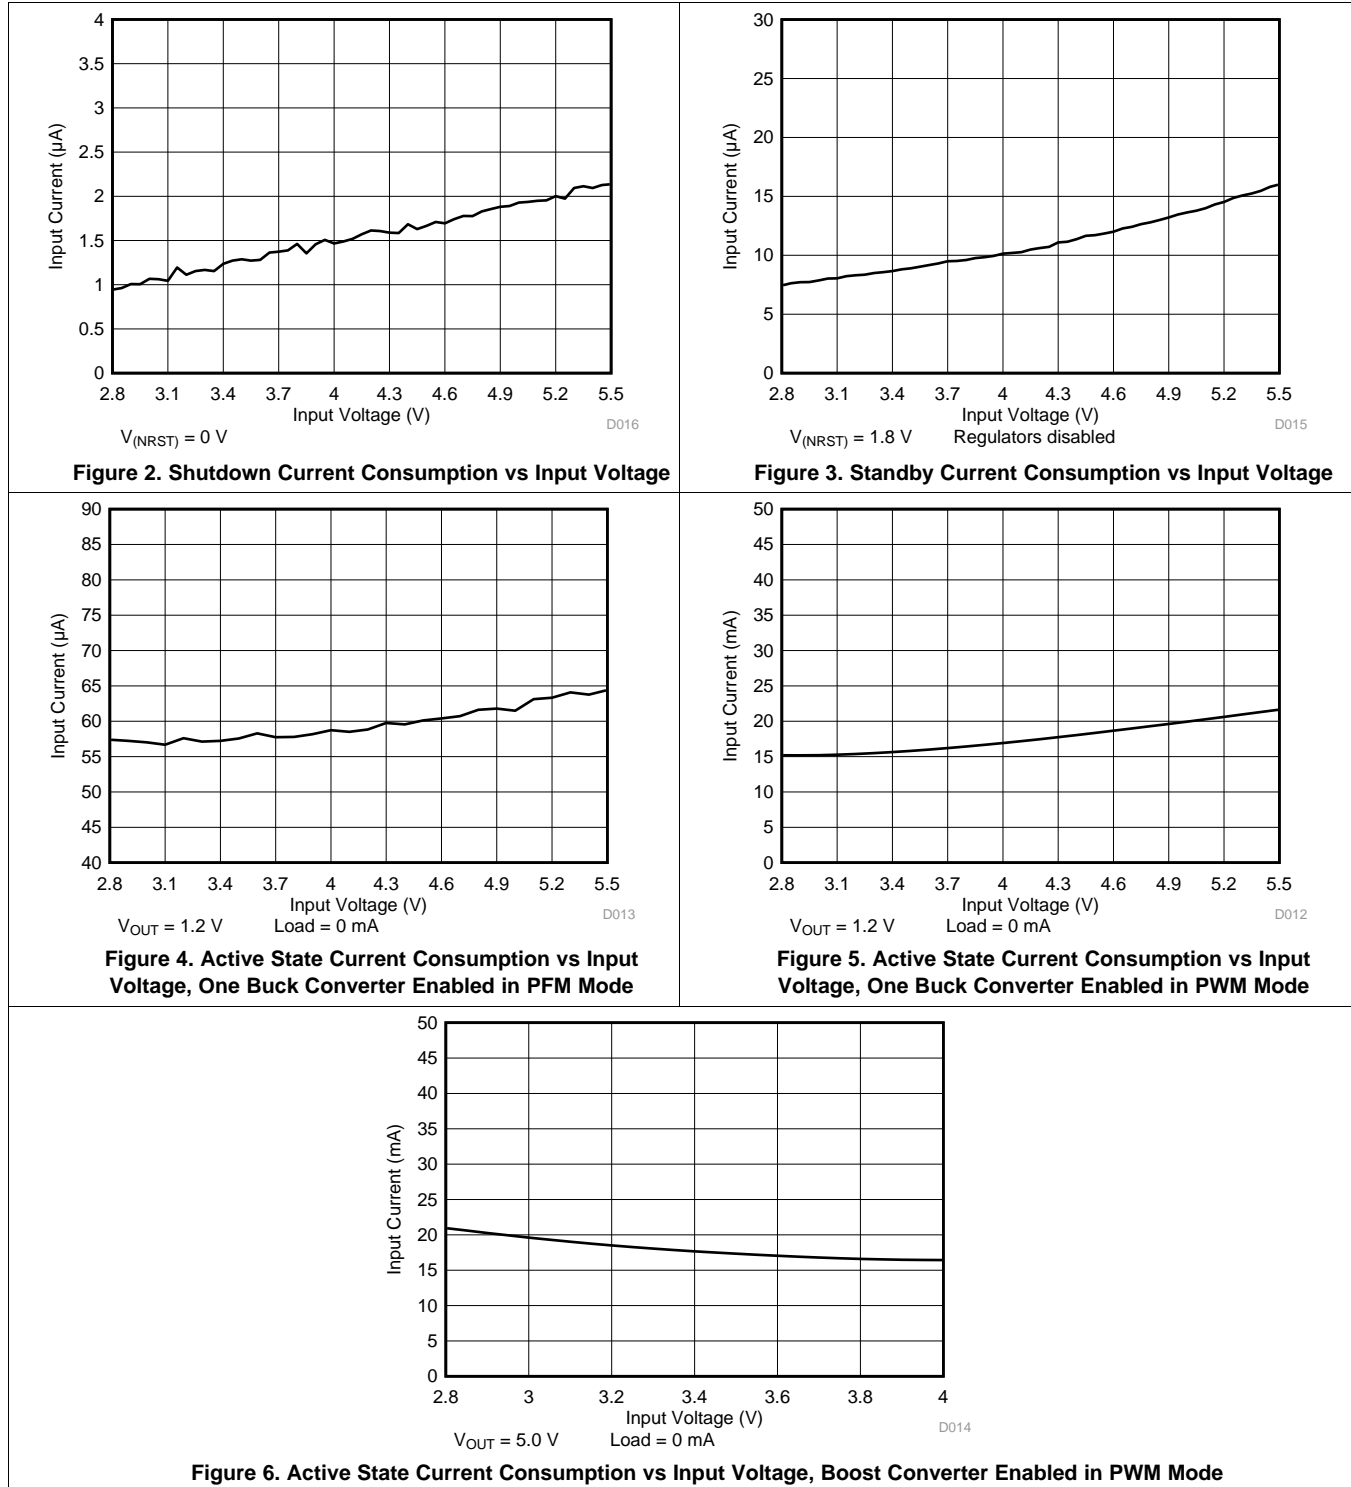 4
3.5
3
2.5
2
1.5
1
0.5
0
Input Current (µA)
2.8 3.1 3.4 3.7 4 4.3 4.6 4.9 5.2 5.5
Input Voltage (V)
D016
V(NRST) = 0 V
Figure 2. Shutdown Current Consumption vs Input Voltage
30
25
20
15
10
5
0
Input Current (µA)
2.8 3.1 3.4 3.7 4 4.3 4.6 4.9 5.2 5.5
Input Voltage (V)
D015
V(NRST) = 1.8 V Regulators disabled
Figure 3. Standby Current Consumption vs Input Voltage
90
85
80
75
70
65
60
55
50
45
40
Input Current (µA)
2.8 3.1 3.4 3.7 4 4.3 4.6 4.9 5.2 5.5
Input Voltage (V)
D013
VOUT = 1.2 V Load = 0 mA
Figure 4. Active State Current Consumption vs Input
Voltage, One Buck Converter Enabled in PFM Mode
50
45
40
35
30
25
20
15
10
5
0
Input Current (mA)
2.8 3.1 3.4 3.7 4 4.3 4.6 4.9 5.2 5.5
Input Voltage (V)
D012
VOUT = 1.2 V Load = 0 mA
Figure 5. Active State Current Consumption vs Input
Voltage, One Buck Converter Enabled in PWM Mode
50
45
40
35
30
25
20
15
10
5
0
Input Current (mA)
2.8 3 3.2 3.4 3.6 3.8 4
Input Voltage (V)
D014
VOUT = 5.0 V Load = 0 mA
Figure 6. Active State Current Consumption vs Input Voltage, Boost Converter Enabled in PWM Mode